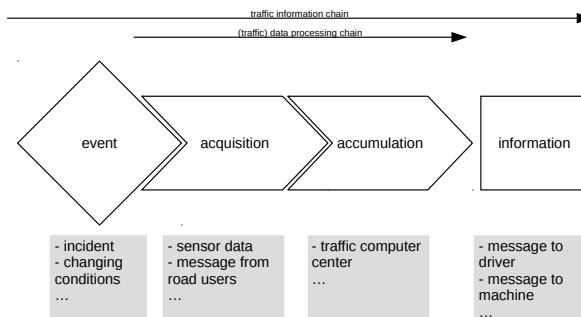 traffic information chain
(traffic) data processing chain
event
acquisition
accumulation
information
- incident
- changing
conditions
…
- sensor data
- message from
road users
…
- traffic computer
center
…
- message to
driver
- message to
machine
…